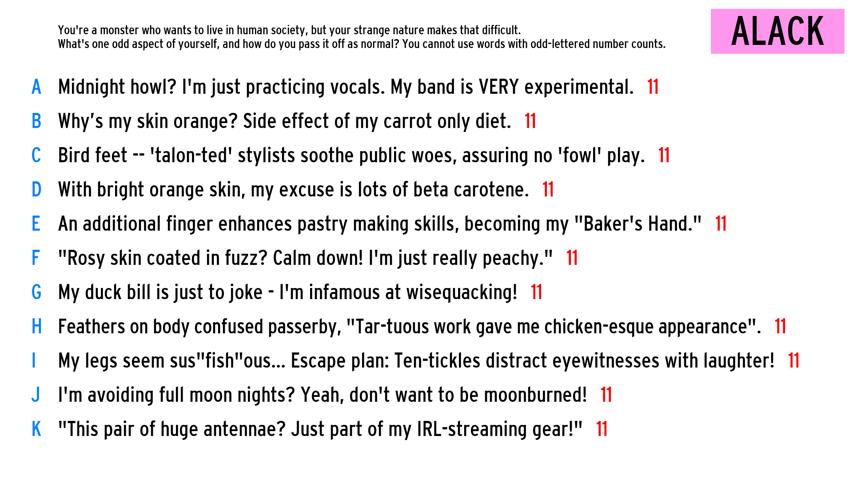 You're a monster who wants to live in human society, but your strange nature makes that difficult.
What's one odd aspect of yourself, and how do you pass it off as normal? You cannot use words with odd-lettered number counts.
ALACK
A Midnight howl? I'm just practicing vocals. My band is VERY experimental. 11
B Why's my skin orange? Side effect of my carrot only diet. 11
C Bird feet -- 'talon-ted' stylists soothe public woes, assuring no 'fowl' play. 11
D With bright orange skin, my excuse is lots of beta carotene. 11
E An additional finger enhances pastry making skills, becoming my "Baker's Hand." 11
F "Rosy skin coated in fuzz? Calm down! I'm just really peachy." 11
G My duck bill is just to joke - I'm infamous at wisequacking! 11
H Feathers on body confused passerby, "Tar-tuous work gave me chicken-esque appearance". 11
I My legs seem sus"fish"ous... Escape plan: Ten-tickles distract eyewitnesses with laughter! 11
J I'm avoiding full moon nights? Yeah, don't want to be moonburned! 11
K "This pair of huge antennae? Just part of my IRL-streaming gear!" 11